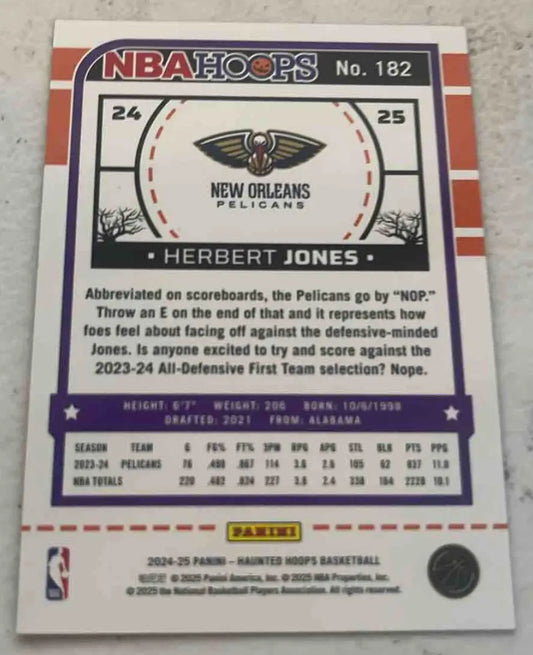 NBA HOOPS No. 182
24 25
NEW ORLEANS
PELICANS
• HERBERT JONES •
Abbreviated on scoreboards, the Pelicans go by “NOP.”
Throw an E on the end of that and it represents how
foes feel about facing off against the defensive-minded
Jones. Is anyone excited to try and score against the
2023-24 All-Defensive First Team selection? Nope.
HEIGHT: 6'7" WEIGHT: 206 BORN: 10/6/1998
DRAFTED: 2021 FROM: ALABAMA
SEASON TEAM G FG% FT% 3PM RPG APG STL BLK PTS PPG
2023-24 PELICANS 76 .498 .867 114 3.6 2.6 105 62 837 11.0
NBA TOTALS 220 .482 .834 227 3.8 2.4 338 164 2228 10.1
PANINI
2024-25 PANINI – HAUNTED HOOPS BASKETBALL
© 2025 Panini America, Inc. © 2025 NBA Properties, Inc.
© 2025 the National Basketball Players Association. All rights reserved.